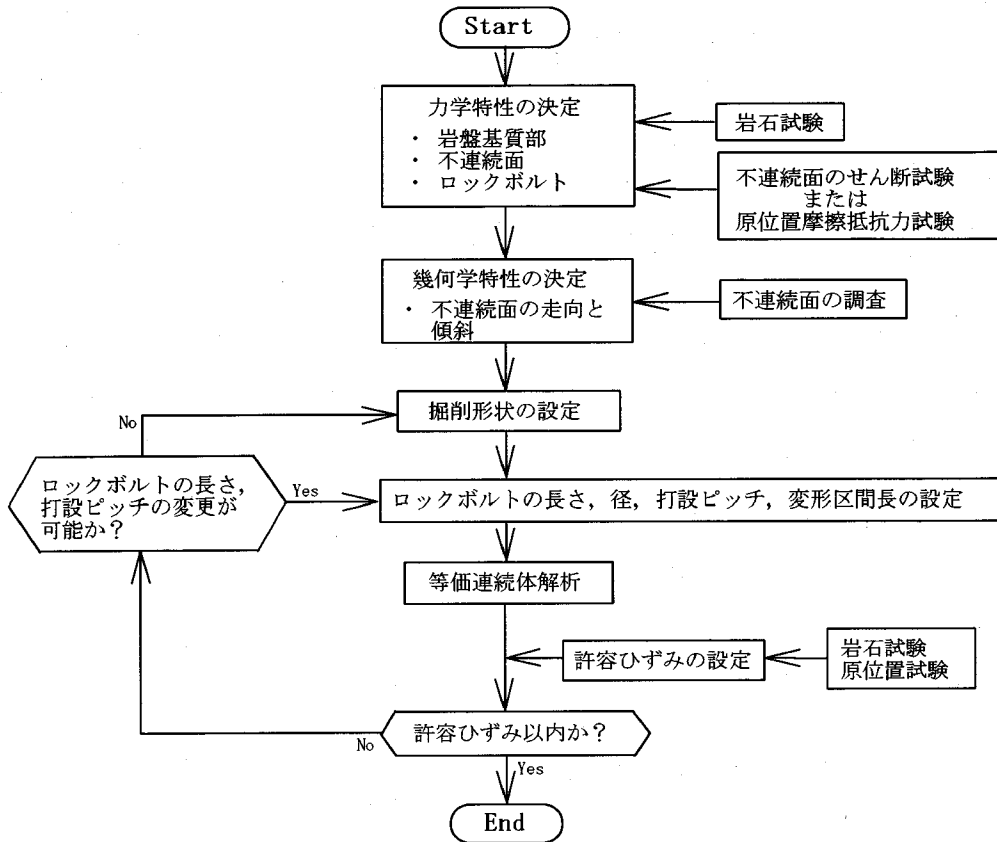 Start
力学特性の決定
・ 岩盤基質部
・ 不連続面
・ ロックボルト
岩石試験
不連続面のせん断試験
または
原位置摩擦抵抗力試験
幾何学特性の決定
・ 不連続面の走向と
傾斜
不連続面の調査
掘削形状の設定
No
ロックボルトの長さ,
打設ピッチの変更が
可能か?
Yes
ロックボルトの長さ, 径, 打設ピッチ, 変形区間長の設定
等価連続体解析
許容ひずみの設定
岩石試験
原位置試験
許容ひずみ以内か?
No
Yes
End